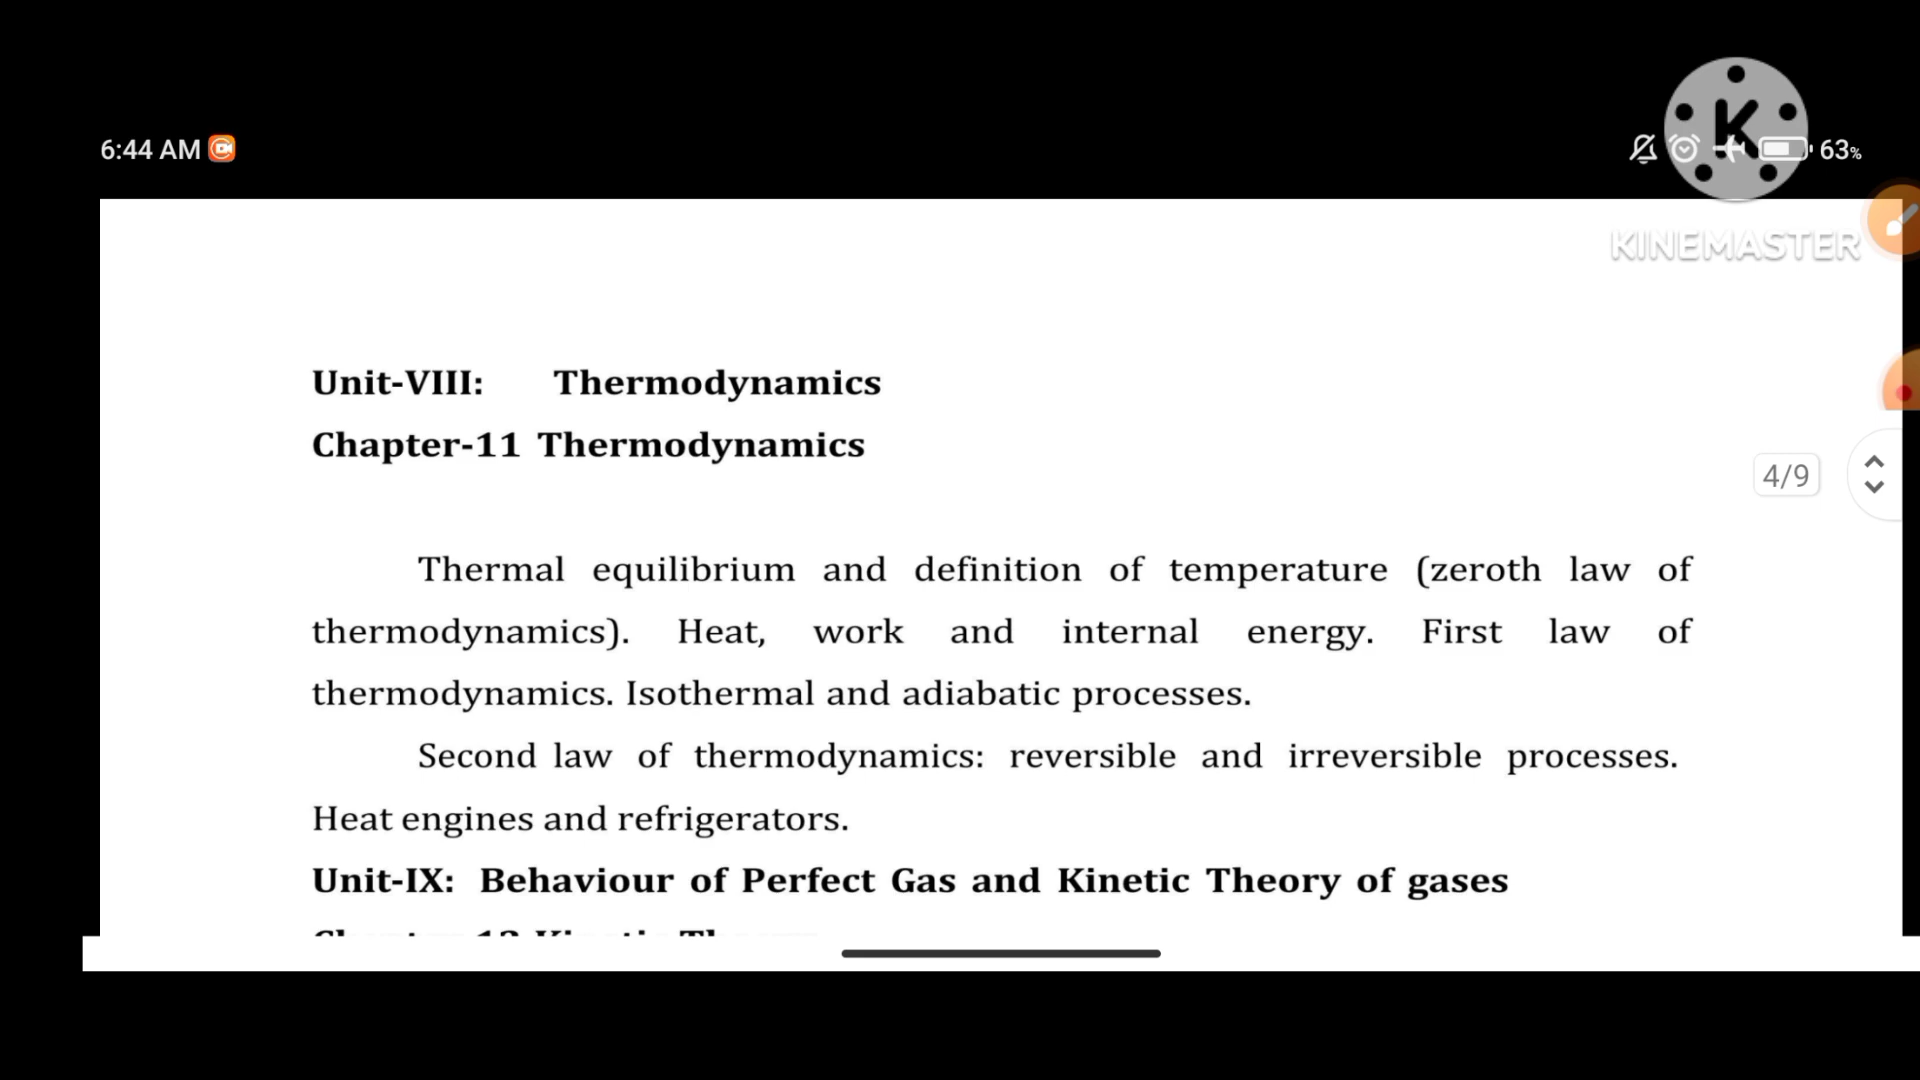 6:44 AM
63%
K
KINEMASTER
Unit-VIII: Thermodynamics
Chapter-11 Thermodynamics
4/9
Thermal equilibrium and definition of temperature (zeroth law of
thermodynamics). Heat, work and internal energy. First law of
thermodynamics. Isothermal and adiabatic processes.
Second law of thermodynamics: reversible and irreversible processes.
Heat engines and refrigerators.
Unit-IX: Behaviour of Perfect Gas and Kinetic Theory of gases